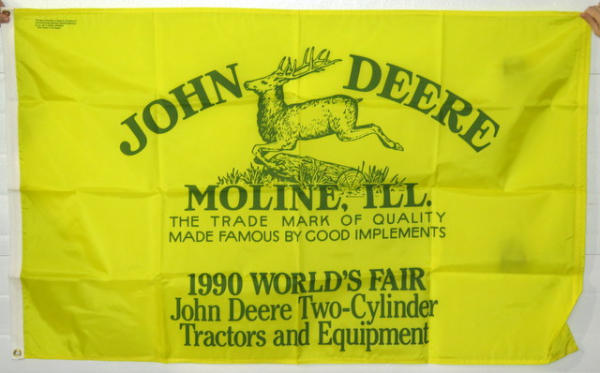 JOHN DEERE
MOLINE, ILL.
THE TRADE MARK OF QUALITY
MADE FAMOUS BY GOOD IMPLEMENTS
1990 WORLD'S FAIR
John Deere Two-Cylinder
Tractors and Equipment